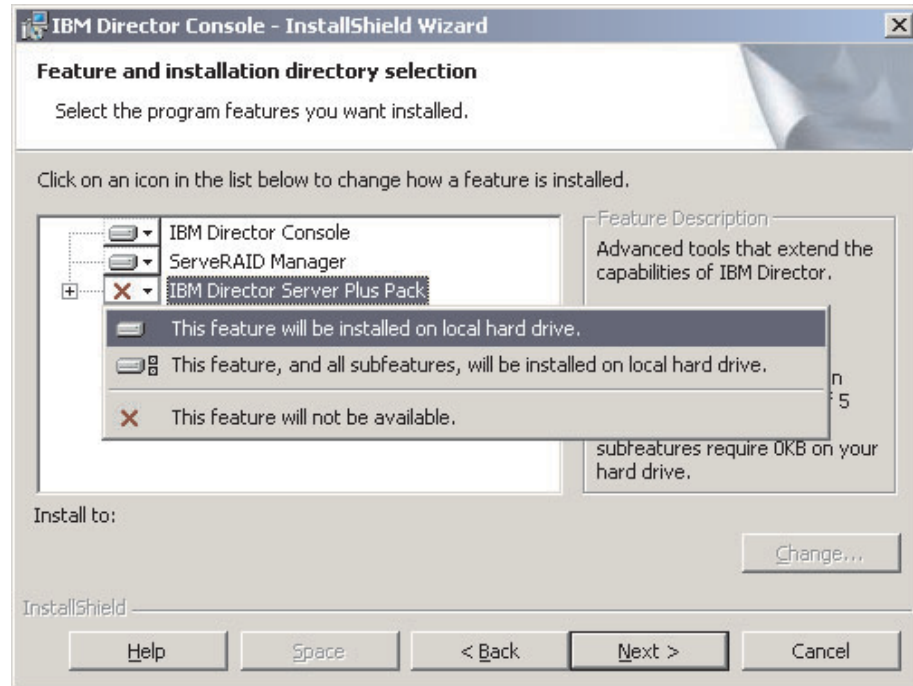 IBM Director Console - InstallShield Wizard
Feature and installation directory selection
Select the program features you want installed.
Click on an icon in the list below to change how a feature is installed.
IBM Director Console
ServeRAID Manager
IBM Director Server Plus Pack
This feature will be installed on local hard drive.
This feature, and all subfeatures, will be installed on local hard drive.
This feature will not be available.
Feature Description
Advanced tools that extend the
capabilities of IBM Director.
n
5
subfeatures require 0KB on your
hard drive.
Install to:
Change...
InstallShield
Help
Space
< Back
Next >
Cancel